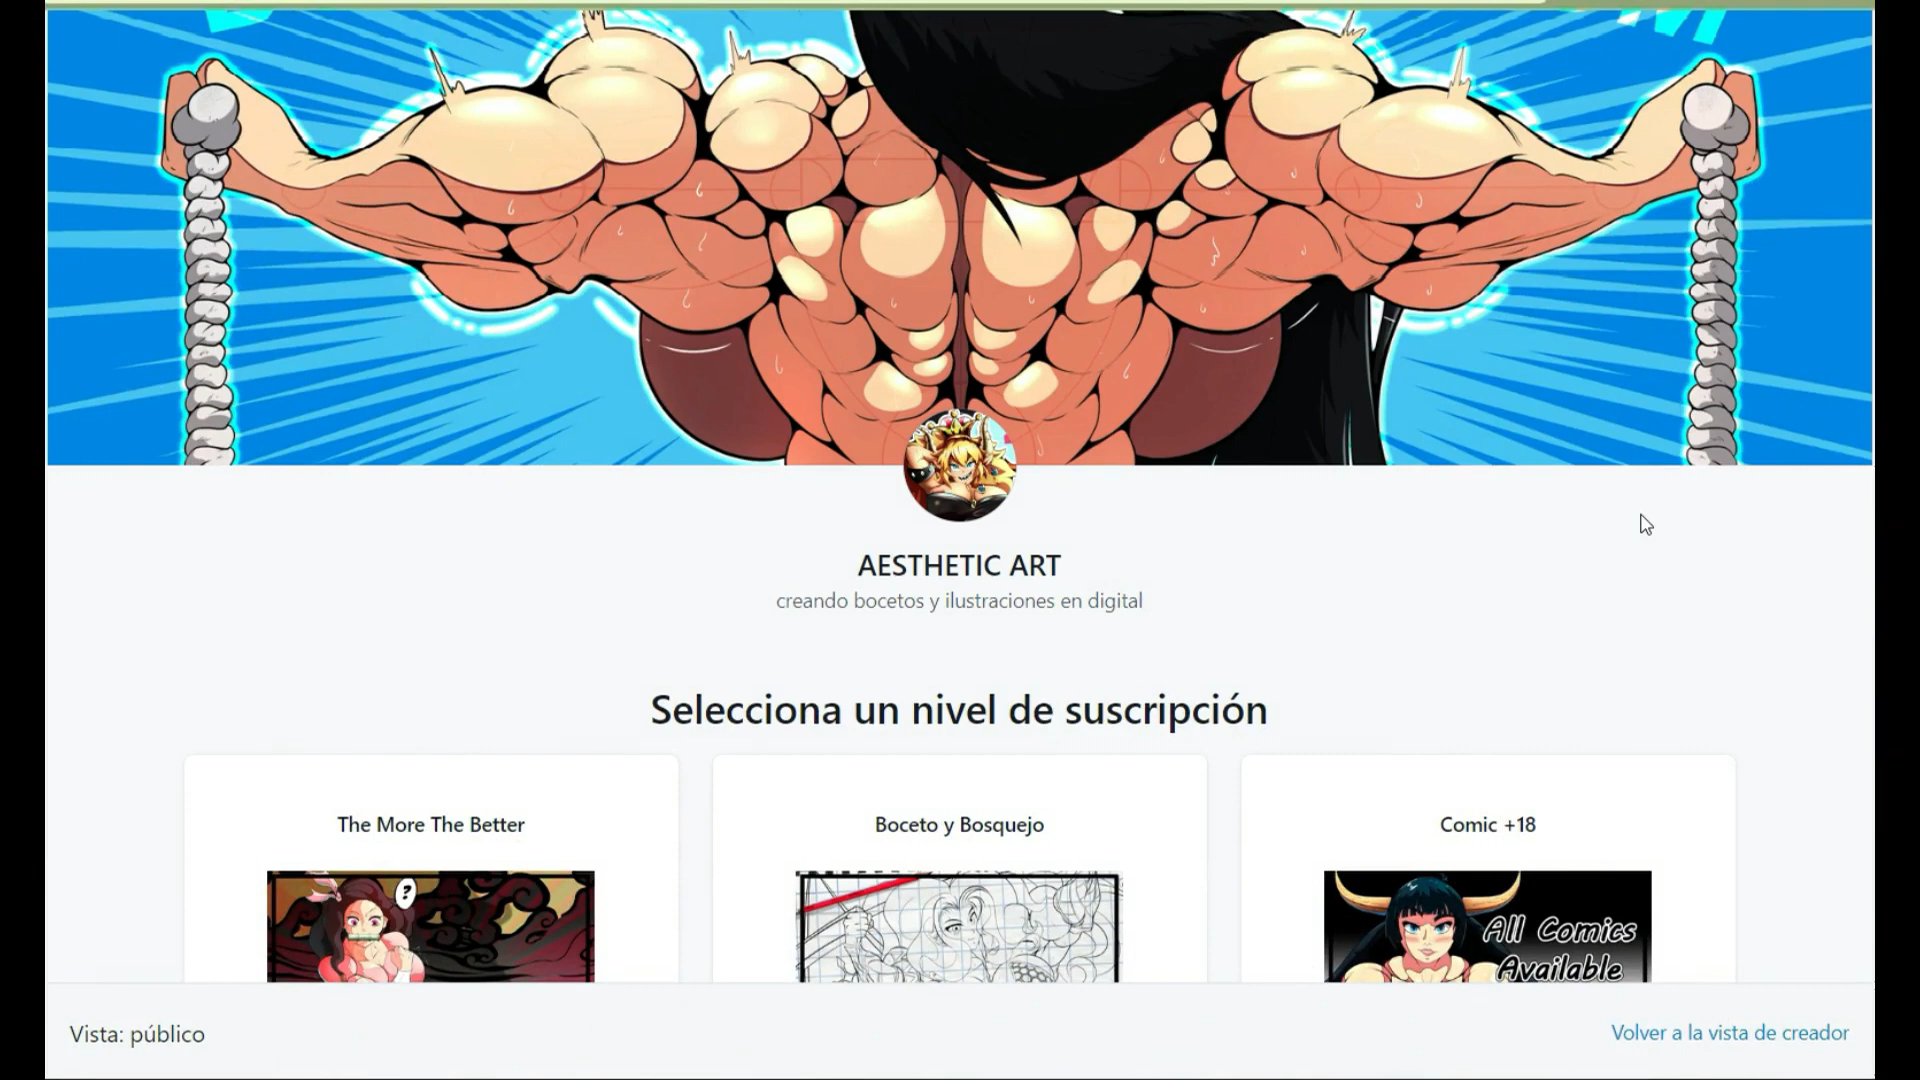 AESTHETIC ART
creando bocetos y ilustraciones en digital
Selecciona un nivel de suscripción
The More The Better
Boceto y Bosquejo
Comic +18
?
All Comics
Available
Vista: público
Volver a la vista de creador